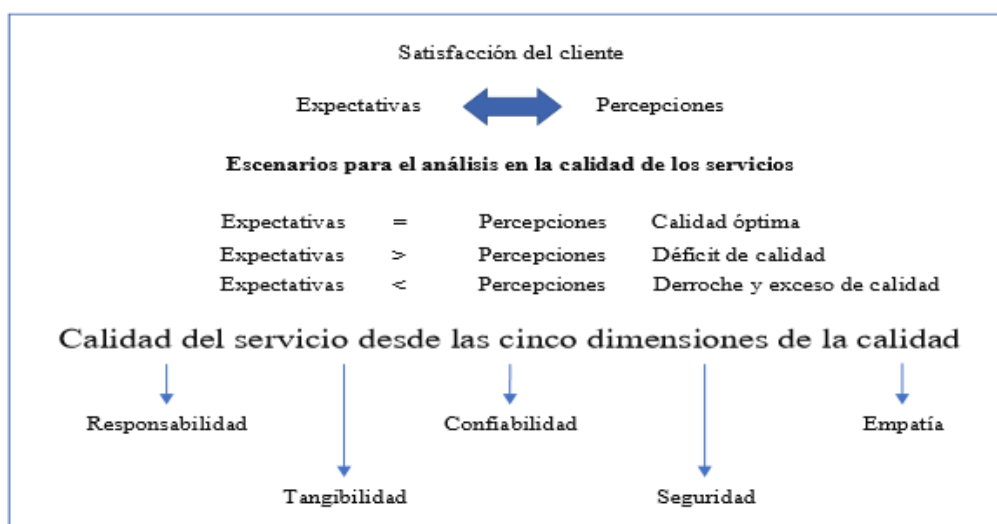 Satisfacción del cliente
Expectativas Percepciones
Escenarios para el análisis en la calidad de los servicios
Expectativas = Percepciones Calidad óptima
Expectativas > Percepciones Déficit de calidad
Expectativas < Percepciones Derroche y exceso de calidad
Calidad del servicio desde las cinco dimensiones de la calidad
Responsabilidad Confiabilidad Empatía
Tangibilidad Seguridad